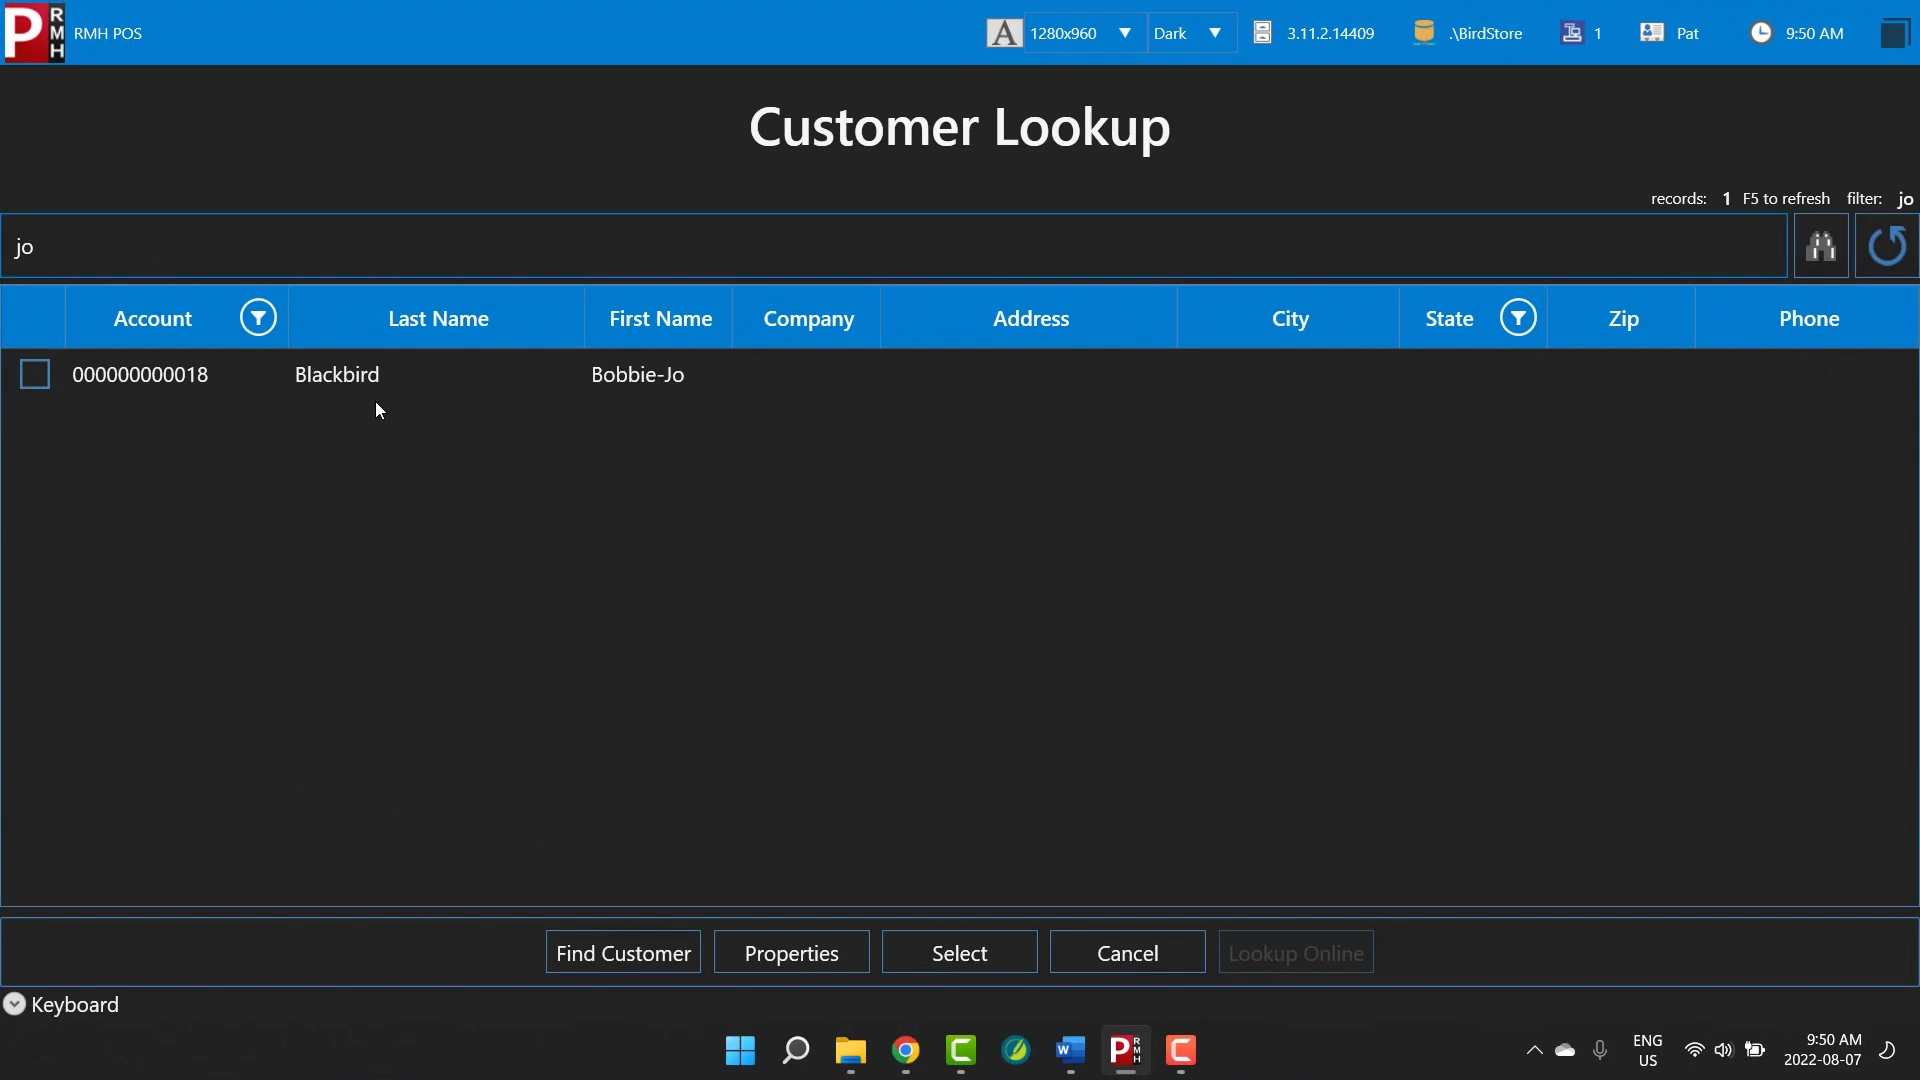 P RMH RMH POS A 1280x960 Dark 3.11.2.14409 .\BirdStore 1 Pat 9:50 AM
Customer Lookup
records: 1 F5 to refresh filter: jo
jo
Account Last Name First Name Company Address City State Zip Phone
000000000018 Blackbird Bobbie-Jo
Find Customer Properties Select Cancel Lookup Online
Keyboard
W P RMH C
ENG
US
9:50 AM
2022-08-07